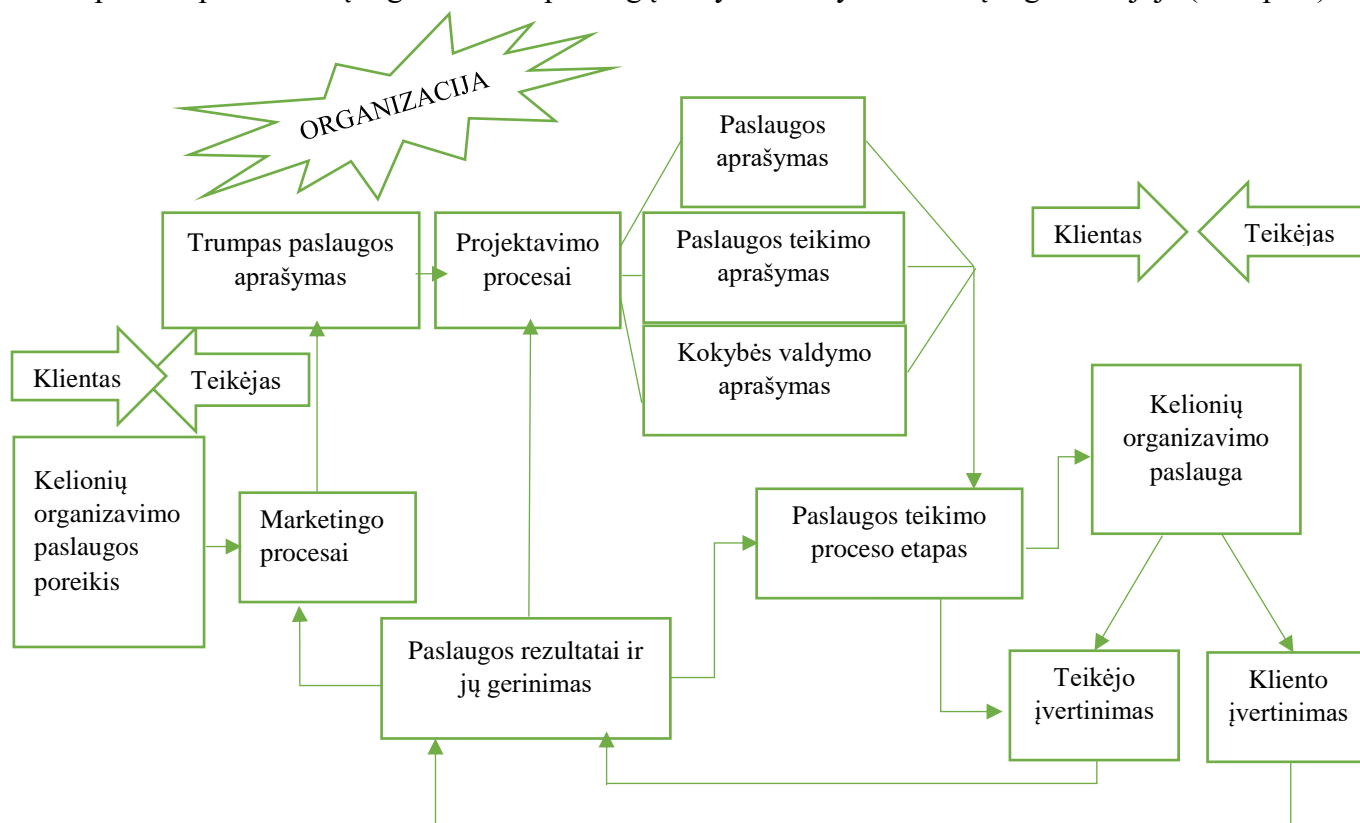 ORGANIZACIJA
Paslaugos
aprašymas
Trumpas paslaugos
aprašymas
Projektavimo
procesai
Paslaugos teikimo
aprašymas
Kokybės valdymo
aprašymas
Klientas
Teikėjas
Klientas
Teikėjas
Kelionių
organizavimo
paslaugos
poreikis
Marketingo
procesai
Paslaugos teikimo
proceso etapas
Kelionių
organizavimo
paslauga
Paslaugos rezultatai ir
jų gerinimas
Teikėjo
įvertinimas
Kliento
įvertinimas